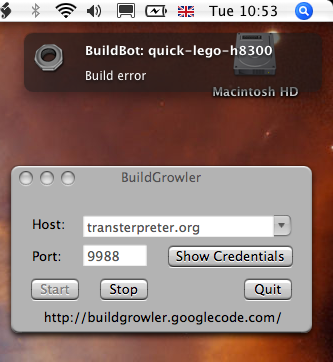 Tue 10:53
BuildBot: quick-lego-h8300
Build error
Macintosh HD
BuildGrowler
Host: transterpreter.org
Port: 9988 Show Credentials
Start Stop Quit
http://buildgrowler.googlecode.com/